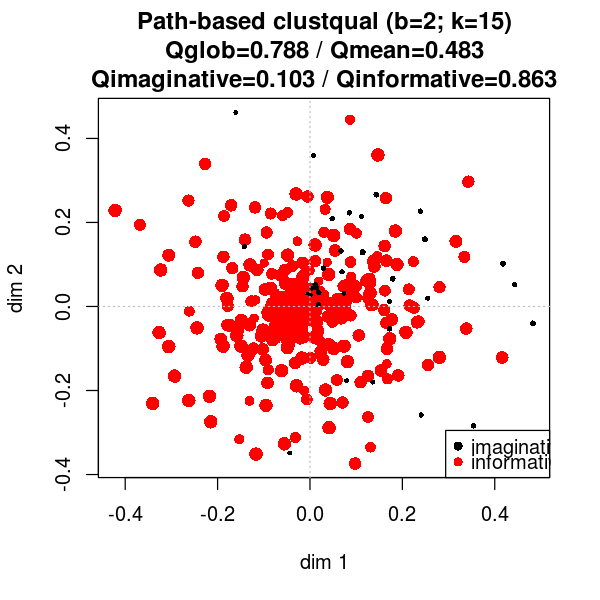 Path-based clustqual (b=2; k=15)
Qglob=0.788 / Qmean=0.483
Qimaginative=0.103 / Qinformative=0.863
dim 2
0.4
0.2
0.0
-0.2
-0.4
imaginati
informati
-0.4 -0.2 0.0 0.2 0.4
dim 1